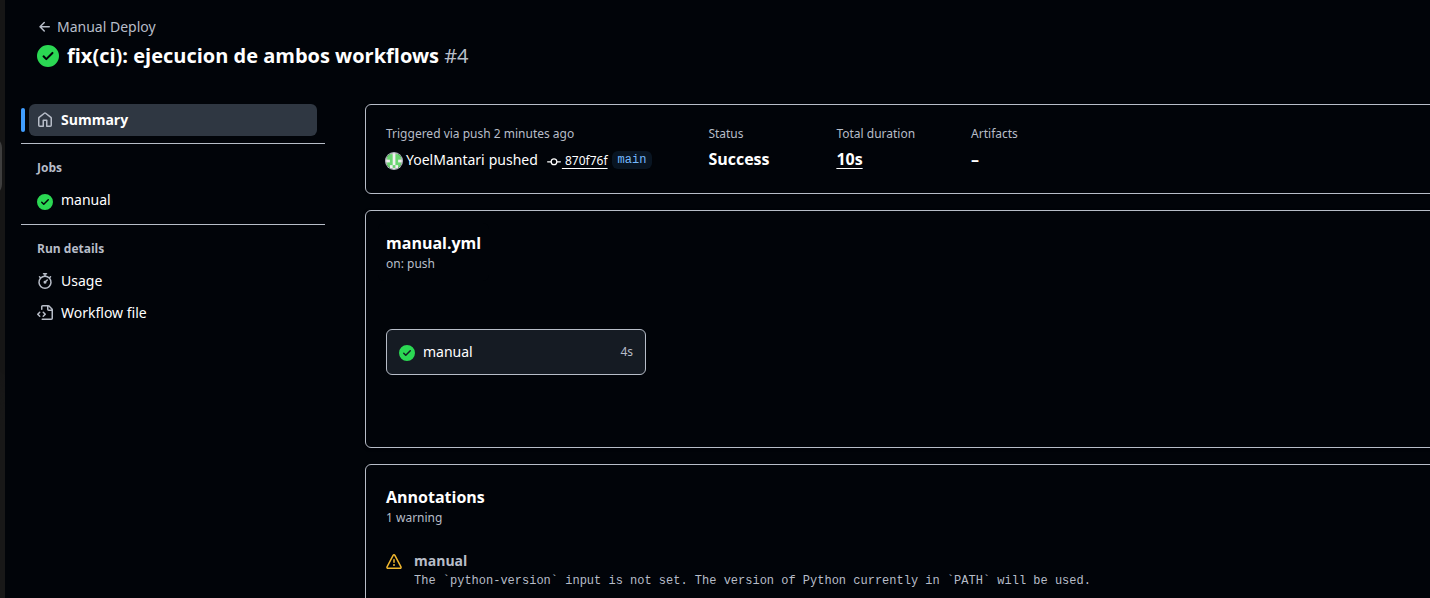 Manual Deploy
fix(ci): ejecucion de ambos workflows #4
Summary
Jobs
manual
Run details
Usage
Workflow file
Triggered via push 2 minutes ago
YoelMantari pushed 870f76f main
Status
Success
Total duration
10s
Artifacts
–
manual.yml
on: push
manual 4s
Annotations
1 warning
manual
The `python-version` input is not set. The version of Python currently in `PATH` will be used.